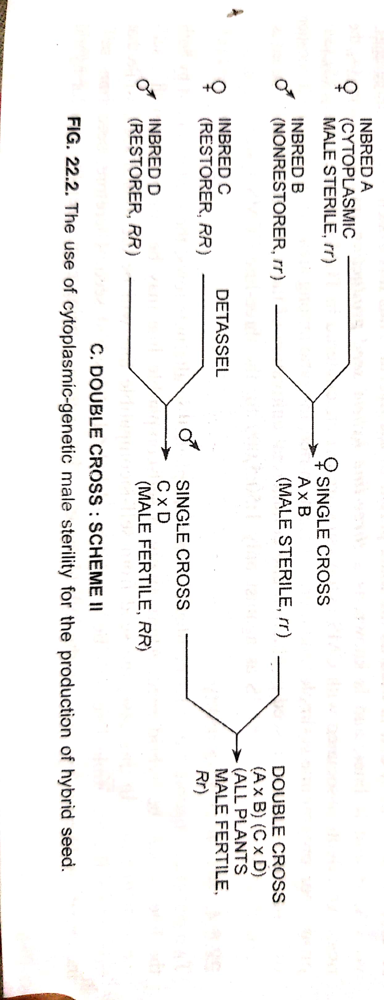 ♀ INBRED A
(CYTOPLASMIC
MALE STERILE, rr)
♂ INBRED B
(NONRESTORER, rr)
♀ SINGLE CROSS
A x B
(MALE STERILE, rr)
DETASSEL
♀ INBRED C
(RESTORER, RR)
♂ INBRED D
(RESTORER, RR)
♂ SINGLE CROSS
C x D
(MALE FERTILE, RR)
DOUBLE CROSS
(A x B) (C x D)
(ALL PLANTS
MALE FERTILE,
Rr)
C. DOUBLE CROSS : SCHEME II
FIG. 22.2. The use of cytoplasmic-genetic male sterility for the production of hybrid seed.